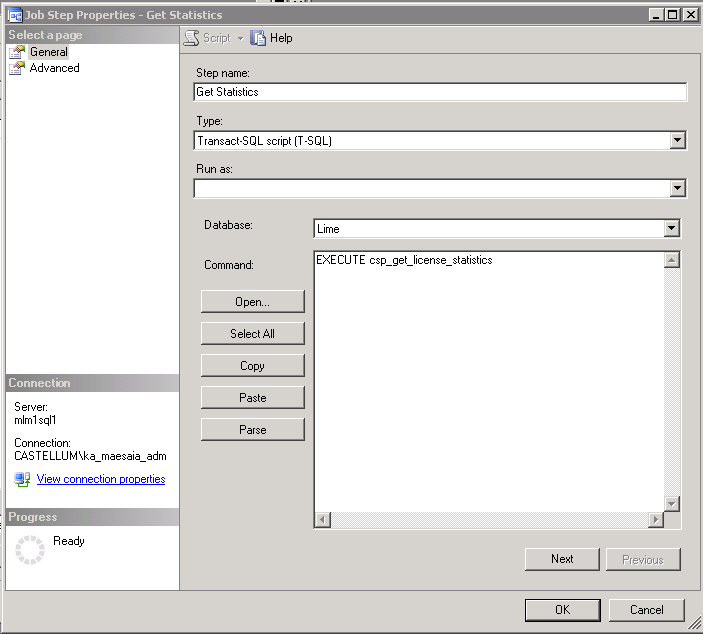 Job Step Properties - Get Statistics
Select a page
General
Advanced
Script
Help
Step name:
Get Statistics
Type:
Transact-SQL script (T-SQL)
Run as:
Database:
Lime
Command:
EXECUTE csp_get_license_statistics
Open...
Select All
Copy
Paste
Parse
Connection
Server:
mlm1sql1
Connection:
CASTELLUM\ka_maesaia_adm
View connection properties
Progress
Ready
Next
Previous
OK
Cancel